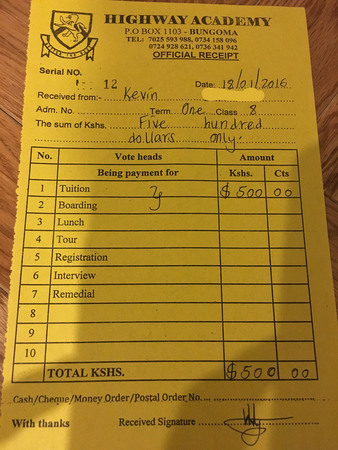 HIGHWAY ACADEMY
P.O BOX 1103 - BUNGOMA
TEL: 7025 593 988, 0734 158 096
0724 928 621, 0736 341 942
OFFICIAL RECEIPT
Serial NO. 12 Date: 18/01/2016
Received from: Kevin
Adm. No. Term One Class 8
The sum of Kshs. Five hundred
dollars only.
No. Vote heads Amount
Being payment for Kshs. Cts
1 Tuition $500 00
2 Boarding
3 Lunch
4 Tour
5 Registration
6 Interview
7 Remedial
8
9
10
TOTAL KSHS. $500 00
Cash/Cheque/Money Order/Postal Order No.
With thanks Received Signature